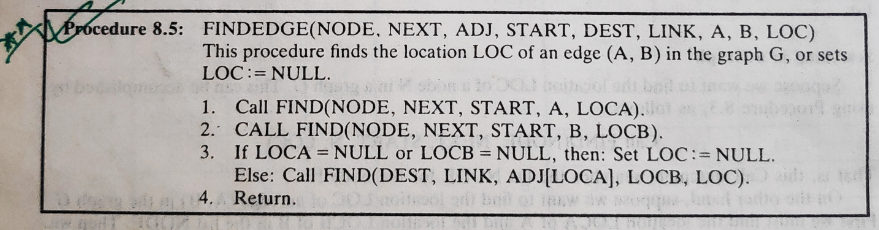 Procedure 8.5: FINDEDGE(NODE, NEXT, ADJ, START, DEST, LINK, A, B, LOC)
This procedure finds the location LOC of an edge (A, B) in the graph G, or sets
LOC := NULL.
1. Call FIND(NODE, NEXT, START, A, LOCA).
2. CALL FIND(NODE, NEXT, START, B, LOCB).
3. If LOCA = NULL or LOCB = NULL, then: Set LOC := NULL.
Else: Call FIND(DEST, LINK, ADJ[LOCA], LOCB, LOC).
4. Return.